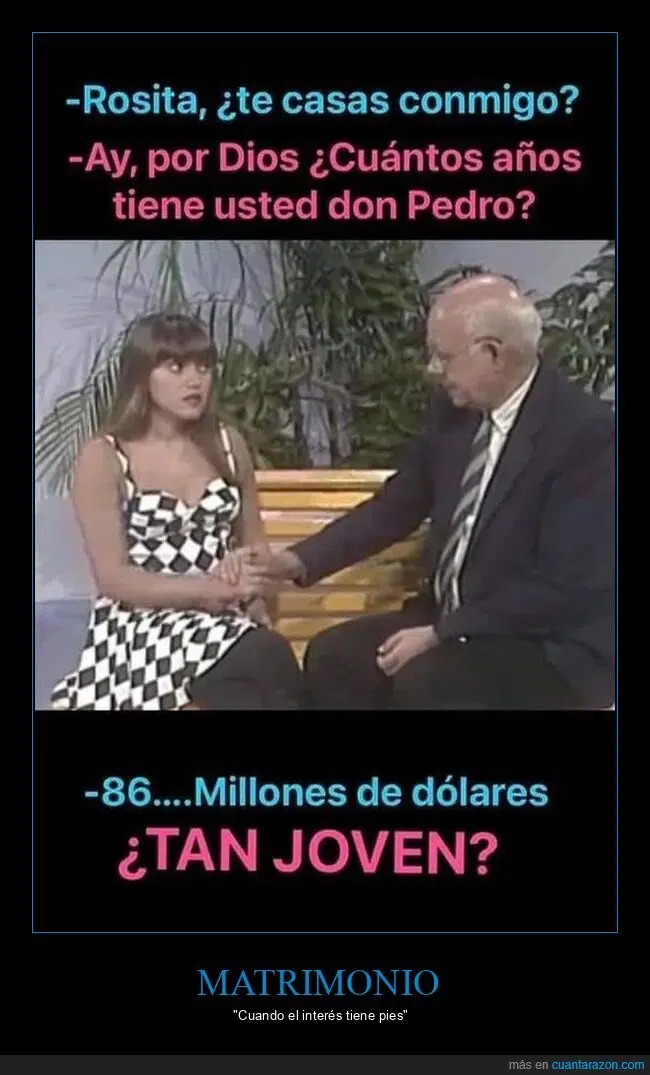 -Rosita, ¿te casas conmigo?
-Ay, por Dios ¿Cuántos años
tiene usted don Pedro?
-86....Millones de dólares
¿TAN JOVEN?
MATRIMONIO
"Cuando el interés tiene pies"
más en cuantarazon.com